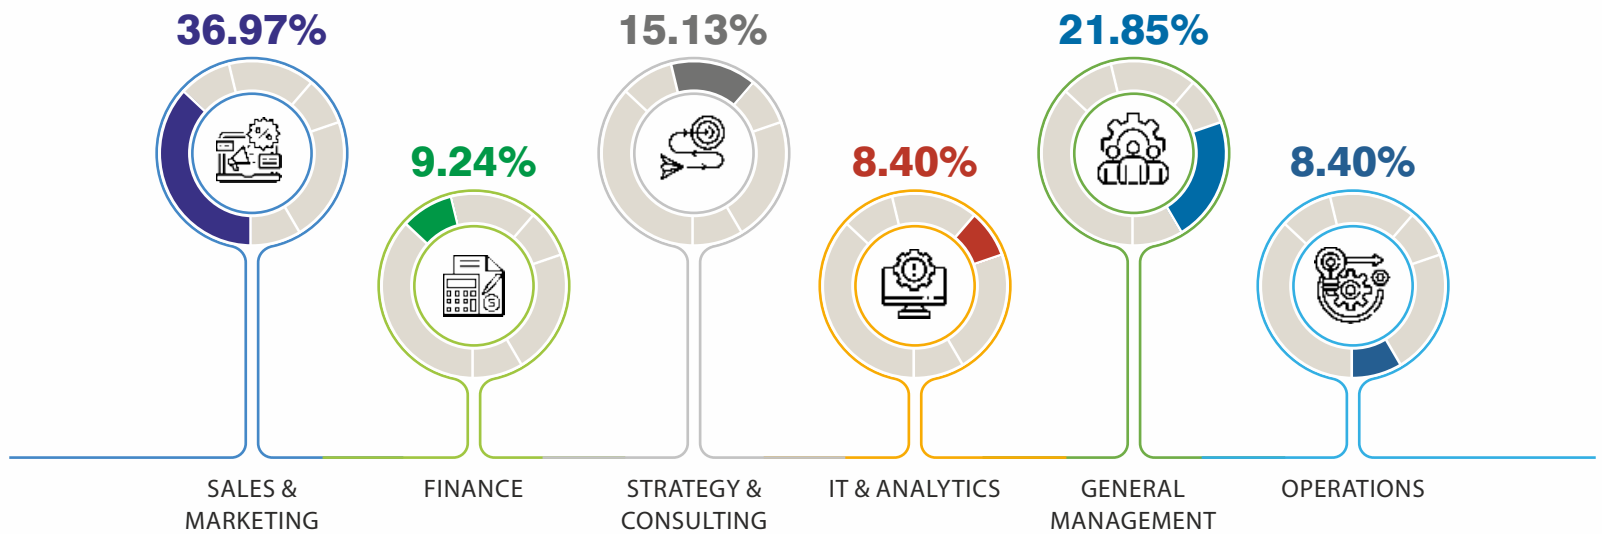 36.97%
15.13%
21.85%
9.24%
8.40%
8.40%
SALES &
MARKETING
FINANCE
STRATEGY &
CONSULTING
IT & ANALYTICS
GENERAL
MANAGEMENT
OPERATIONS